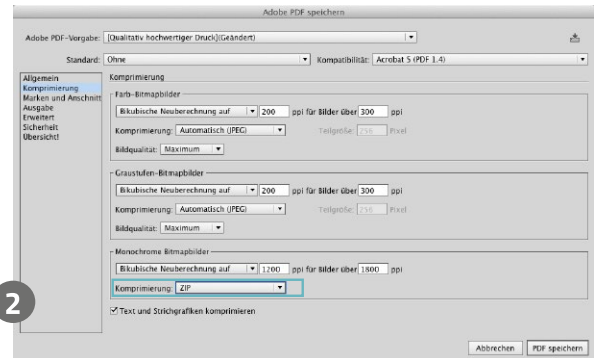 Adobe PDF speichern
Adobe PDF-Vorgabe: [Qualitativ hochwertiger Druck](Geändert)
Standard: Ohne Kompatibilität: Acrobat 5 (PDF 1.4)
Allgemein
Komprimierung
Marken und Anschnitt
Ausgabe
Erweitert
Sicherheit
Übersicht!
Komprimierung
Farb-Bitmapbilder
Bikubische Neuberechnung auf 200 ppi für Bilder über 300 ppi
Komprimierung: Automatisch (JPEG) Teilgröße: 256 Pixel
Bildqualität: Maximum
Graustufen-Bitmapbilder
Bikubische Neuberechnung auf 200 ppi für Bilder über 300 ppi
Komprimierung: Automatisch (JPEG) Teilgröße: 256 Pixel
Bildqualität: Maximum
Monochrome Bitmapbilder
Bikubische Neuberechnung auf 1200 ppi für Bilder über 1800 ppi
Komprimierung: ZIP
Text und Strichgrafiken komprimieren
2
Abbrechen PDF speichern